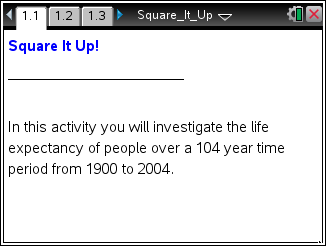 1.1 1.2 1.3 Square_It_Up
Square It Up!
In this activity you will investigate the life
expectancy of people over a 104 year time
period from 1900 to 2004.